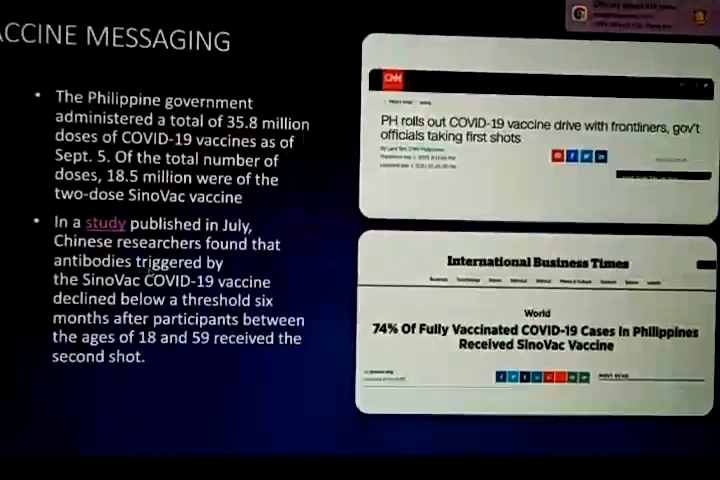 ACCINE MESSAGING
• The Philippine government
administered a total of 35.8 million
doses of COVID-19 vaccines as of
Sept. 5. Of the total number of
doses, 18.5 million were of the
two-dose SinoVac vaccine
• In a study published in July,
Chinese researchers found that
antibodies triggered by
the SinoVac COVID-19 vaccine
declined below a threshold six
months after participants between
the ages of 18 and 59 received the
second shot.
CNN
PH rolls out COVID-19 vaccine drive with frontliners, gov't
officials taking first shots
International Business Times
World
74% Of Fully Vaccinated COVID-19 Cases In Philippines
Received SinoVac Vaccine